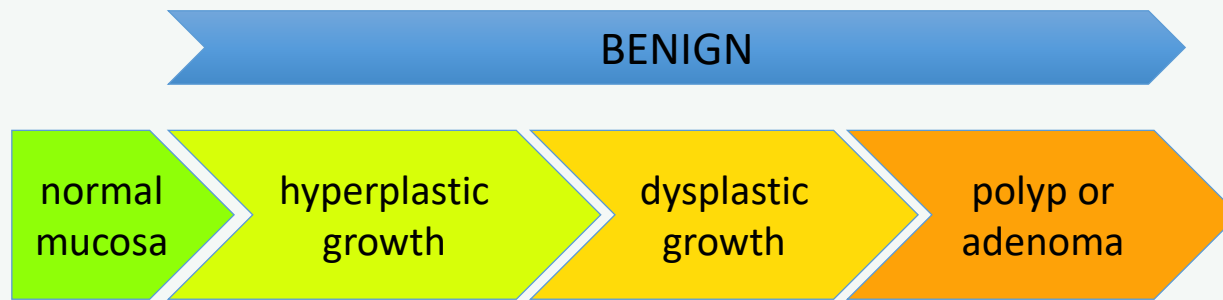 BENIGN
normal
mucosa
hyperplastic
growth
dysplastic
growth
polyp or
adenoma